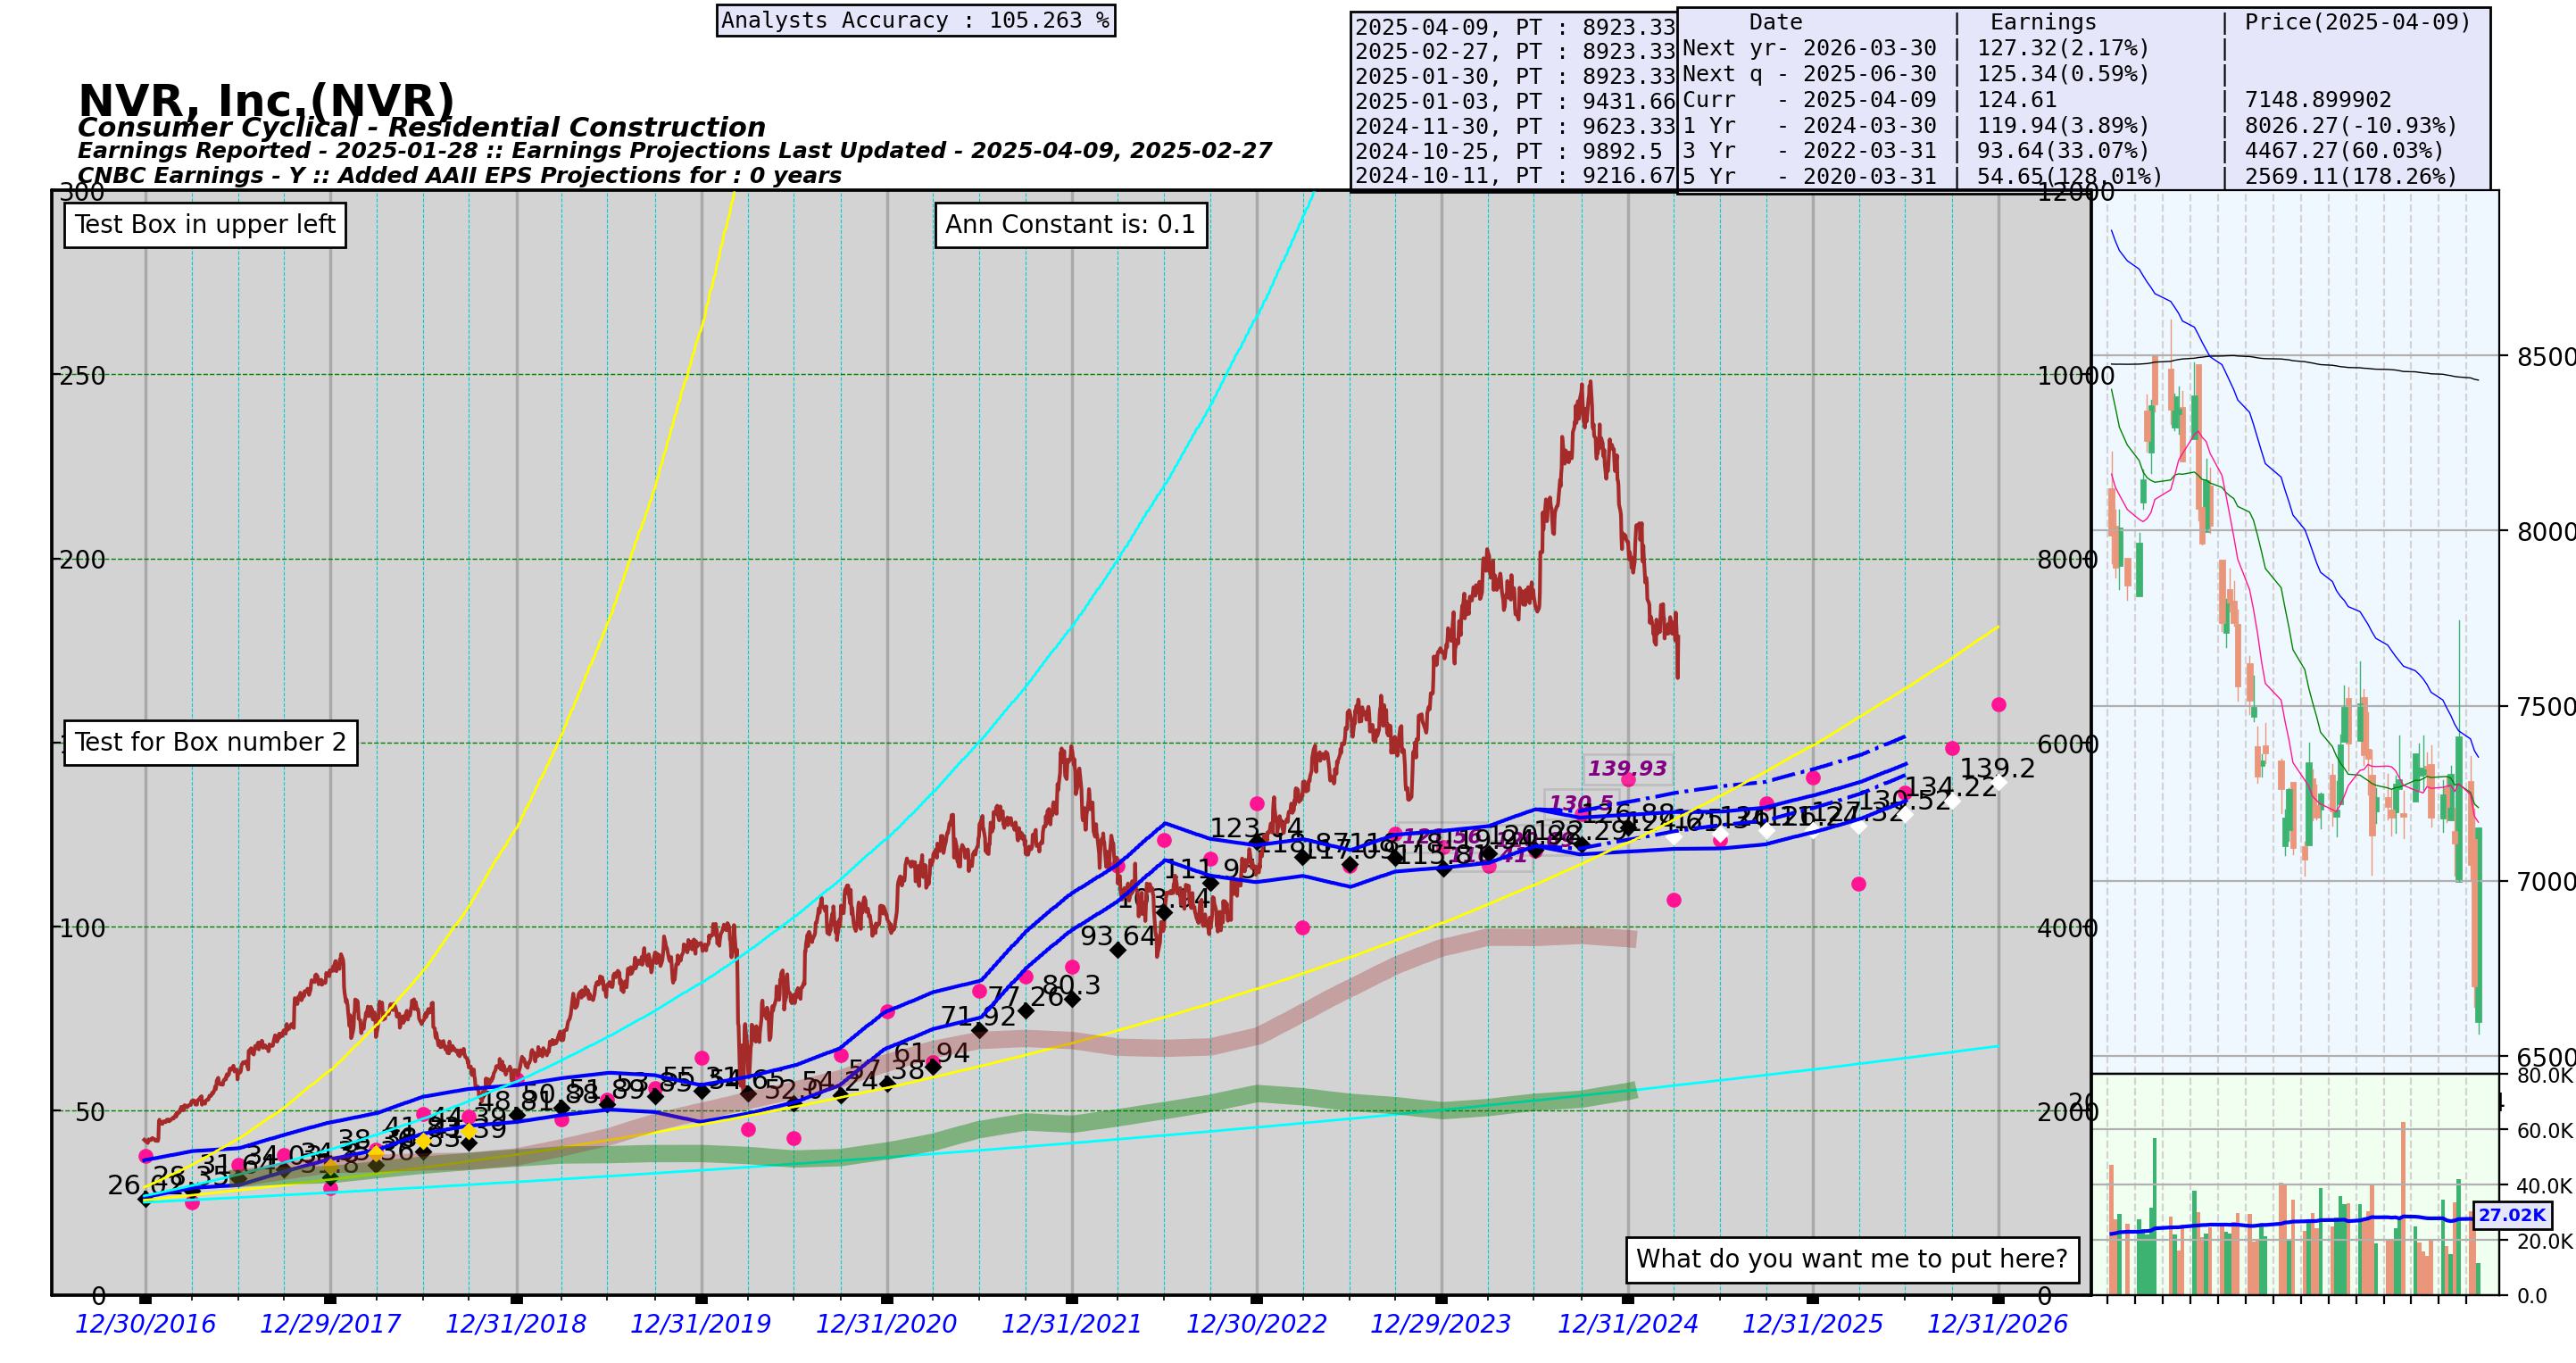 Analysts Accuracy : 105.263 %
2025-04-09, PT : 8923.33
2025-02-27, PT : 8923.33
2025-01-30, PT : 8923.33
2025-01-03, PT : 9431.66
2024-11-30, PT : 9623.33
2024-10-25, PT : 9892.5
2024-10-11, PT : 9216.67
Date | Earnings | Price(2025-04-09)
Next yr- 2026-03-30 | 127.32(2.17%) |
Next q - 2025-06-30 | 125.34(0.59%) |
Curr - 2025-04-09 | 124.61 | 7148.899902
1 Yr - 2024-03-30 | 119.94(3.89%) | 8026.27(-10.93%)
3 Yr - 2022-03-31 | 93.64(33.07%) | 4467.27(60.03%)
5 Yr - 2020-03-31 | 54.65(128.01%) | 2569.11(178.26%)
NVR, Inc.(NVR)
Consumer Cyclical - Residential Construction
Earnings Reported - 2025-01-28 :: Earnings Projections Last Updated - 2025-04-09, 2025-02-27
CNBC Earnings - Y :: Added AAII EPS Projections for : 0 years
300
12000
Test Box in upper left
Ann Constant is: 0.1
8500
250
10000
8000
200
8000
7500
Test for Box number 2
6000
139.93
139.2
134.22
130.5
123.04
7000
111.95
103.94
100
4000
93.64
80.3
77.26
71.92
61.94
57.38
54.24
6500
80.0K
50
2000
60.0K
40.0K
27.02K
20.0K
What do you want me to put here?
0
0
0.0
12/30/2016
12/29/2017
12/31/2018
12/31/2019
12/31/2020
12/31/2021
12/30/2022
12/29/2023
12/31/2024
12/31/2025
12/31/2026